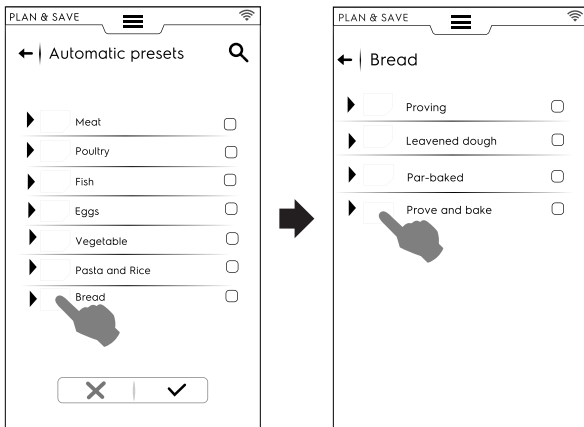 PLAN & SAVE
Automatic presets
Meat
Poultry
Fish
Eggs
Vegetable
Pasta and Rice
Bread
PLAN & SAVE
Bread
Proving
Leavened dough
Par-baked
Prove and bake